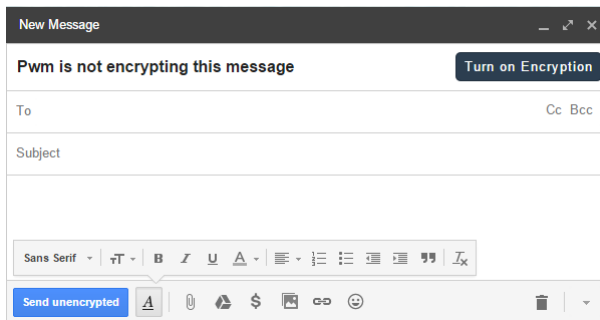 New Message
Pwm is not encrypting this message Turn on Encryption
To Cc Bcc
Subject
Sans Serif B I U A
Send unencrypted A $